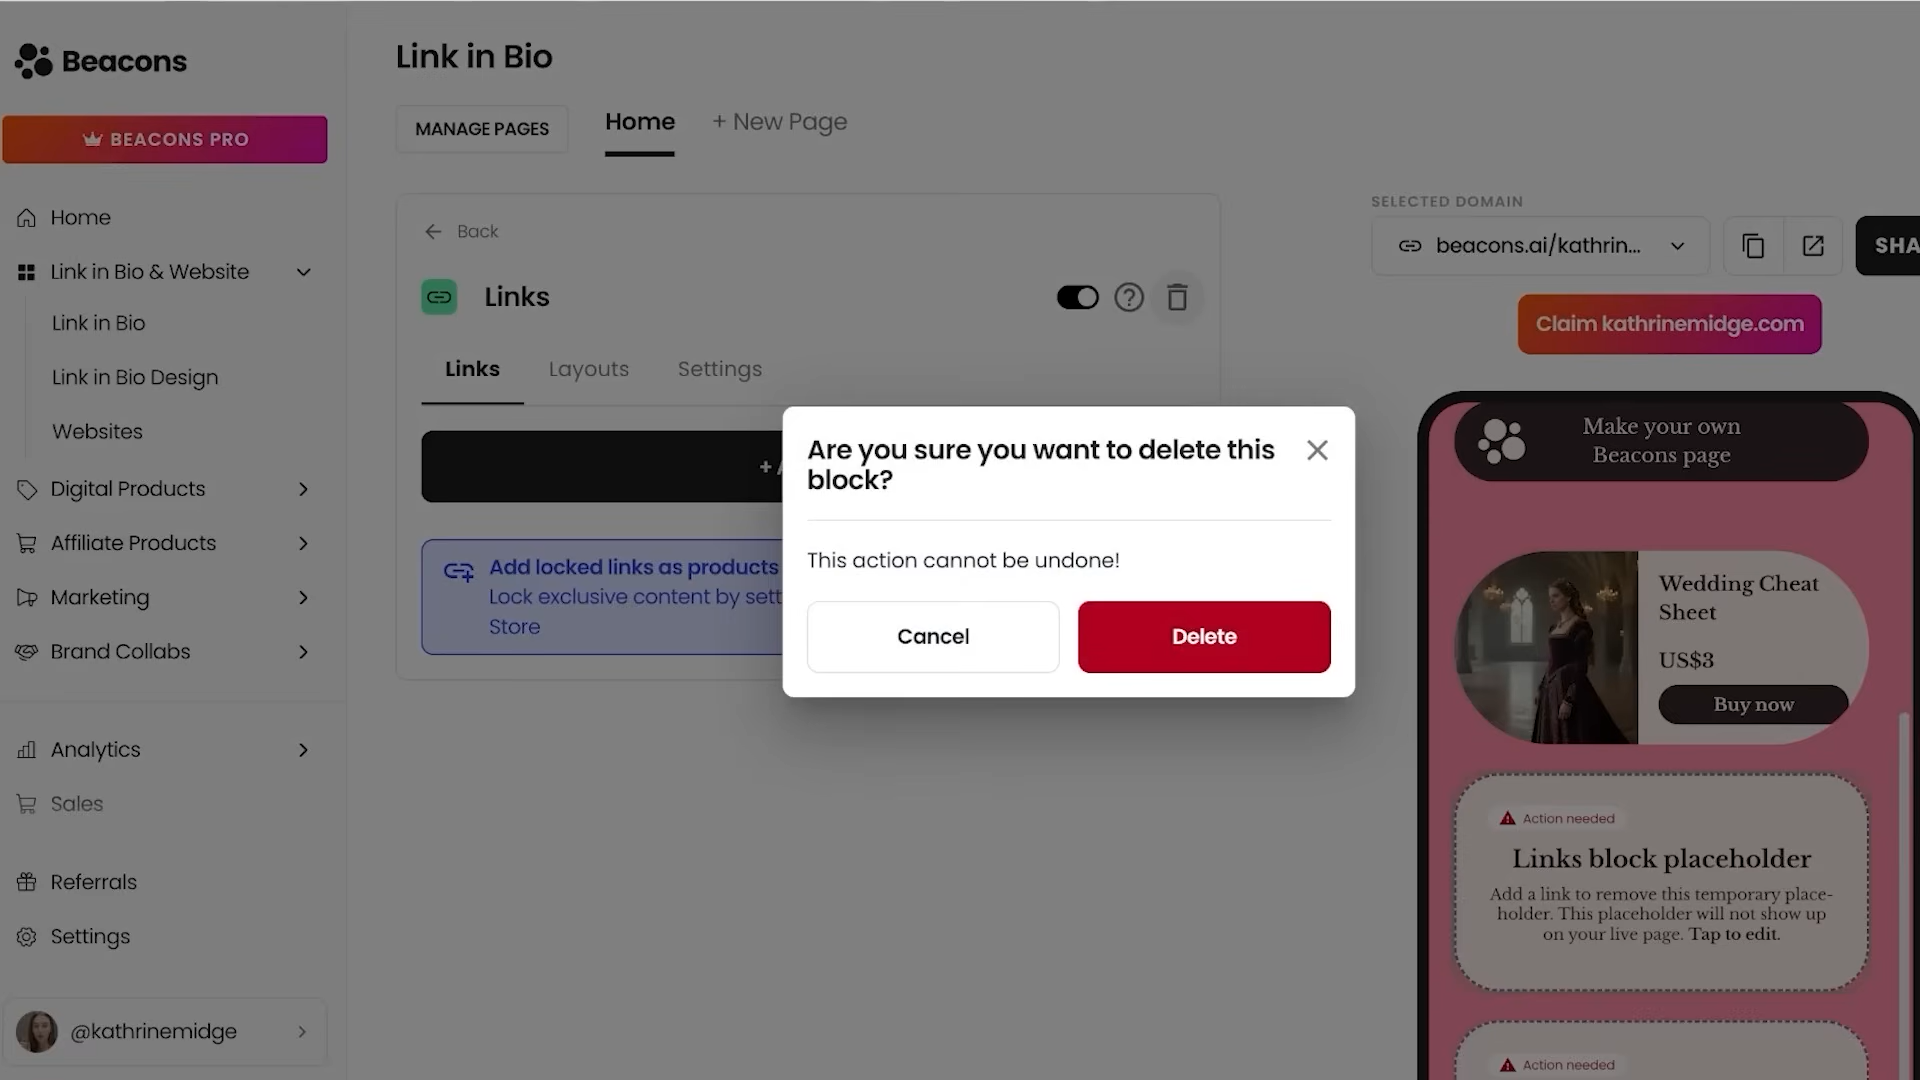 Beacons
BEACONS PRO
Home
Link in Bio & Website
Link in Bio
Link in Bio Design
Websites
Digital Products
Affiliate Products
Marketing
Brand Collabs
Analytics
Sales
Referrals
Settings
@kathrinemidge
Link in Bio
MANAGE PAGES
Home
+ New Page
Back
Links
Links
Layouts
Settings
+
Add locked links as products
Lock exclusive content by sett
Store
Are you sure you want to delete this
block?
This action cannot be undone!
Cancel
Delete
SELECTED DOMAIN
beacons.ai/kathrin...
SHA
Claim kathrinemidge.com
Make your own
Beacons page
Wedding Cheat
Sheet
US$3
Buy now
Action needed
Links block placeholder
Add a link to remove this temporary place-
holder. This placeholder will not show up
on your live page. Tap to edit.
Action needed